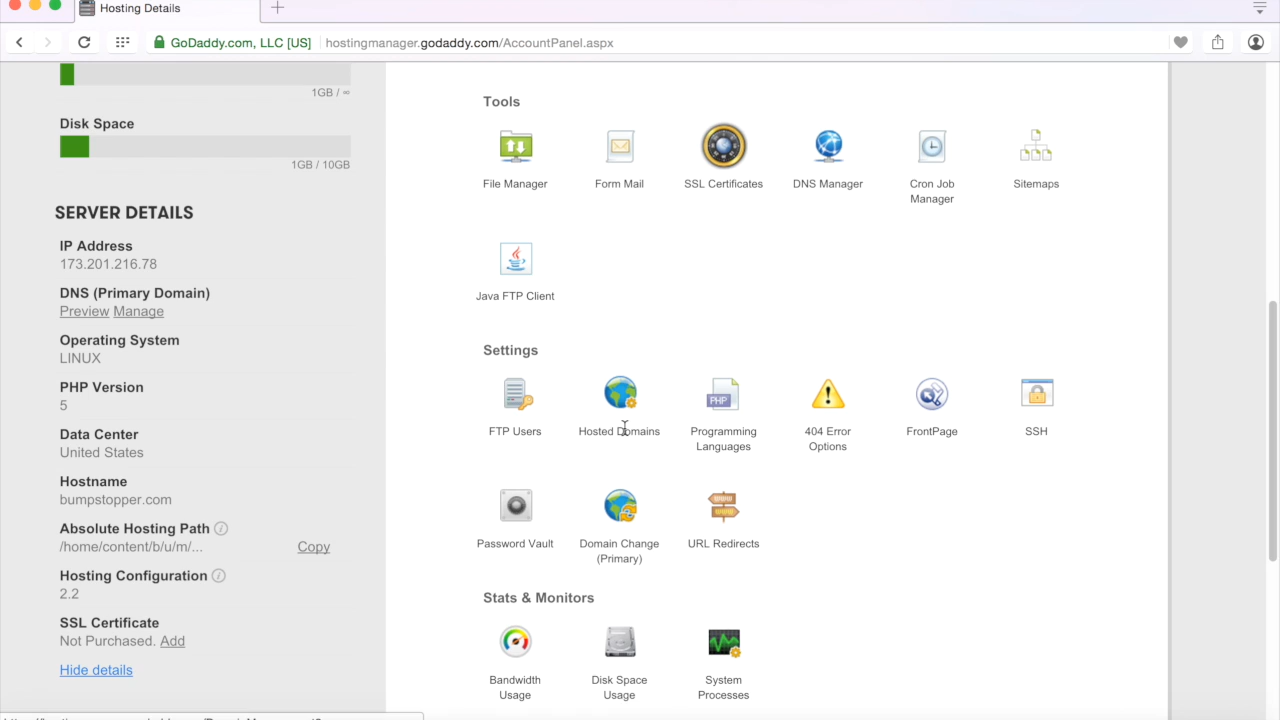 Hosting Details
GoDaddy.com, LLC [US]
hostingmanager.godaddy.com/AccountPanel.aspx
1GB / ∞
Disk Space
1GB / 10GB
SERVER DETAILS
IP Address
173.201.216.78
DNS (Primary Domain)
Preview Manage
Operating System
LINUX
PHP Version
5
Data Center
United States
Hostname
bumpstopper.com
Absolute Hosting Path
/home/content/b/u/m/... Copy
Hosting Configuration
2.2
SSL Certificate
Not Purchased. Add
Hide details
Tools
File Manager
Form Mail
SSL Certificates
DNS Manager
Cron Job
Manager
Sitemaps
Java FTP Client
Settings
FTP Users
Hosted Domains
PHP
Programming
Languages
404 Error
Options
FrontPage
SSH
Password Vault
Domain Change
(Primary)
URL Redirects
Stats & Monitors
Bandwidth
Usage
Disk Space
Usage
System
Processes